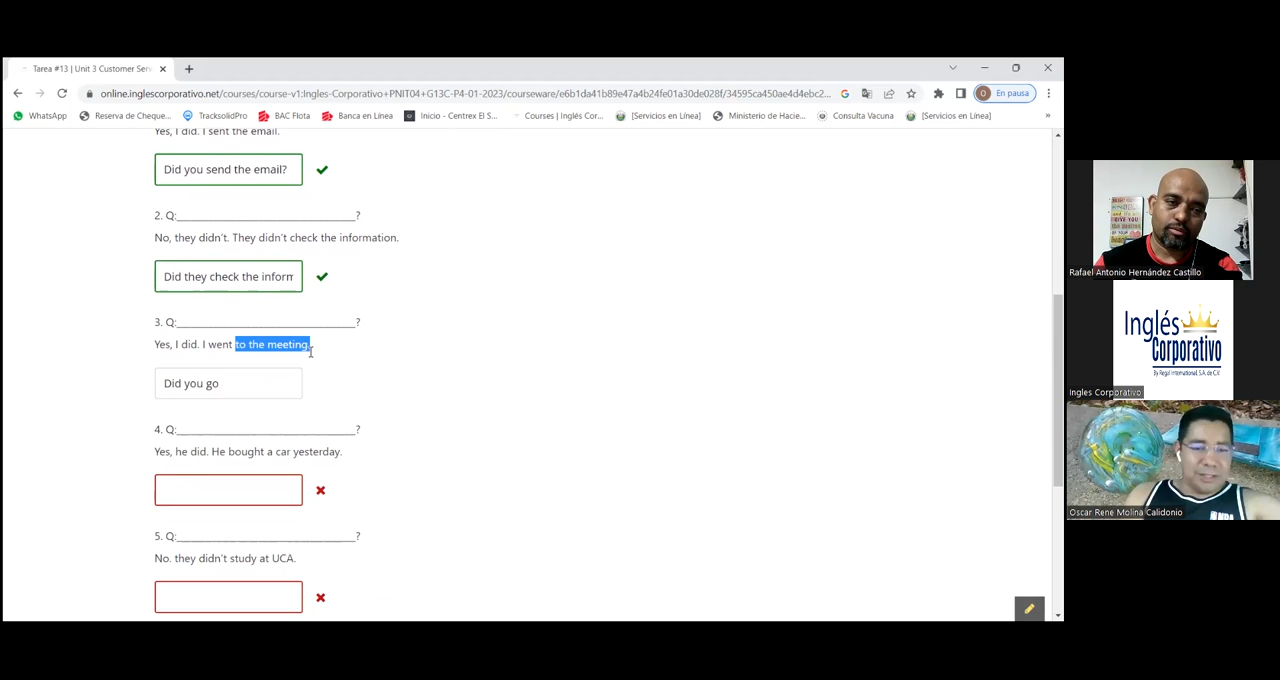 Tarea #13 | Unit 3 Customer Serv
online.inglescorporativo.net/courses/course-v1:Ingles-Corporativo+PNIT04+G13C-P4-01-2023/courseware/e6b1da41b89e47a4b24fe01a30de028f/34595ca450ae4d4ebc2...
En pausa
WhatsApp
Reserva de Cheque...
TracksolidPro
BAC Flota
Banca en Línea
Inicio - Centrex El S...
Courses | Inglés Cor...
[Servicios en Línea]
Ministerio de Hacie...
Consulta Vacuna
[Servicios en Línea]
»
Yes, I did. I sent the email.
Did you send the email?
2. Q:______________________________?
No, they didn't. They didn't check the information.
Did they check the inform
3. Q:______________________________?
Yes, I did. I went to the meeting.
Did you go
4. Q:______________________________?
Yes, he did. He bought a car yesterday.
5. Q:______________________________?
No. they didn't study at UCA.
Rafael Antonio Hernández Castillo
Inglés
Corporativo
By Regal International, S.A. de C.V.
Ingles Corporativo
Oscar Rene Molina Calidonio